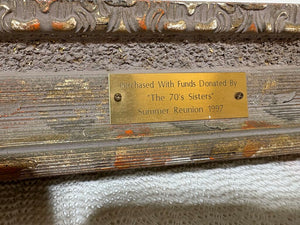 Purchased With Funds Donated By
"The 70's Sisters"
Summer Reunion 1997